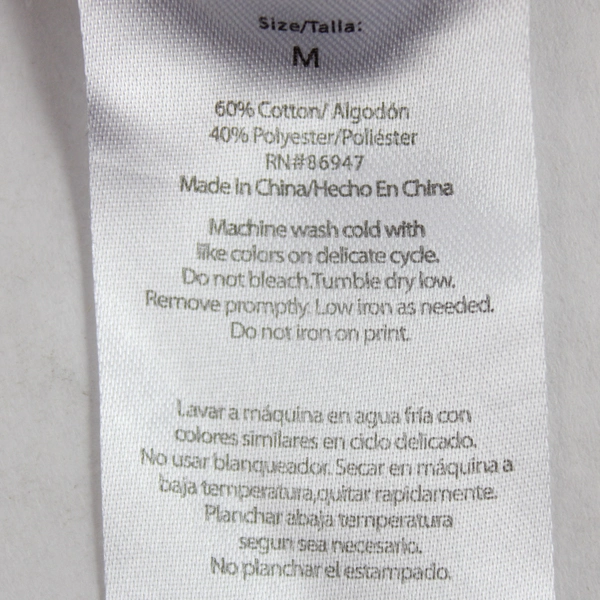 Size/Talla:
M
60% Cotton/ Algodón
40% Polyester/Poliéster
RN#86947
Made in China/Hecho En China
Machine wash cold with
like colors on delicate cycle.
Do not bleach.Tumble dry low.
Remove promptly. Low iron as needed.
Do not iron on print.
Lavar a máquina en agua fría con
colores similares en ciclo delicado.
No usar blanqueador. Secar en máquina a
baja temperatura,quitar rapidamente.
Planchar abaja temperatura
segun sea necesario.
No planchar el estampado.